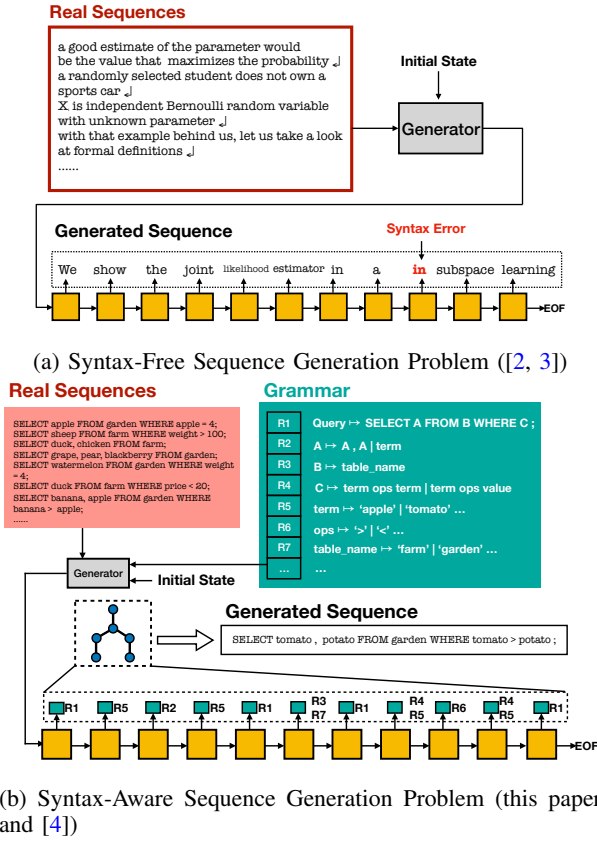 Real Sequences
a good estimate of the parameter would
be the value that maximizes the probability ↲
a randomly selected student does not own a
sports car ↲
X, is independent Bernoulli random variable
with unknown parameter ↲
with that example behind us, let us take a look
at formal definitions ↲
......
Initial State
Generator
Generated Sequence
Syntax Error
We show the joint likelihood estimator in a in subspace learning
EOF
(a) Syntax-Free Sequence Generation Problem ([2, 3])
Real Sequences
SELECT apple FROM garden WHERE apple = 4;
SELECT sheep FROM farm WHERE weight > 100;
SELECT duck, chicken FROM farm;
SELECT grape, pear, blackberry FROM garden;
SELECT watermelon FROM garden WHERE weight
= 4;
SELECT duck FROM farm WHERE price < 20;
SELECT banana, apple FROM garden WHERE
banana > apple;
......
Grammar
R1 Query ↦ SELECT A FROM B WHERE C ;
R2 A ↦ A , A | term
R3 B ↦ table_name
R4 C ↦ term ops term | term ops value
R5 term ↦ ‘apple’ | ‘tomato’ ...
R6 ops ↦ ‘>’ | ‘<’ ...
R7 table_name ↦ ‘farm’ | ‘garden’ ...
... ...
Generator
Initial State
Generated Sequence
SELECT tomato , potato FROM garden WHERE tomato > potato ;
R1 R5 R2 R5 R1 R3 R7 R1 R4 R5 R6 R4 R5 R1
EOF
(b) Syntax-Aware Sequence Generation Problem (this paper
and [4])